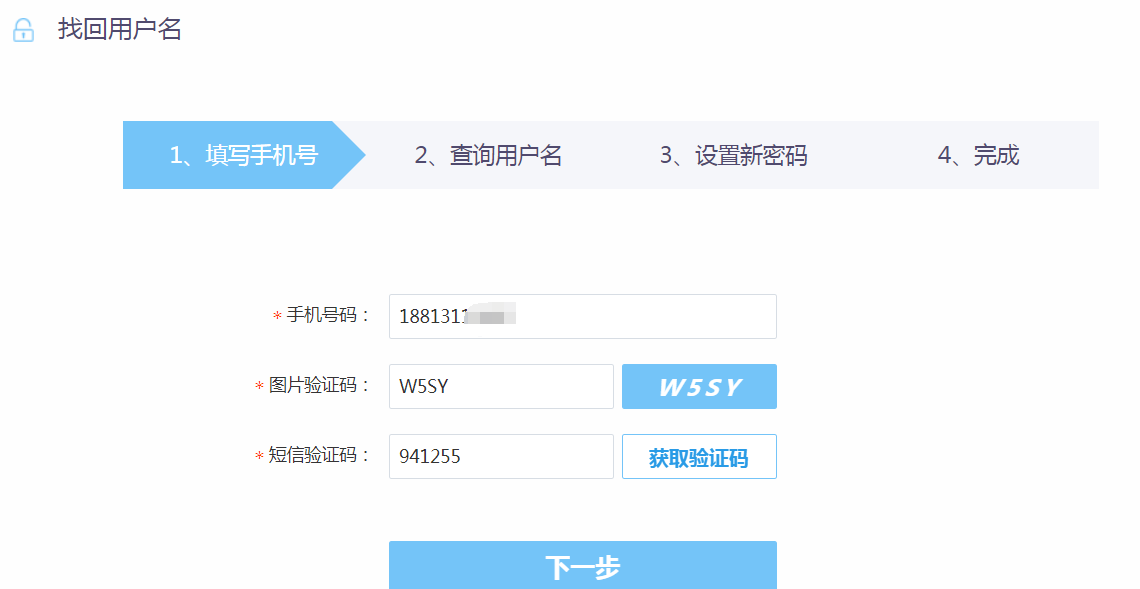 找回用户名
1、填写手机号 2、查询用户名 3、设置新密码 4、完成
*手机号码： 188131
*图片验证码： W5SY W5SY
*短信验证码： 941255 获取验证码
下一步